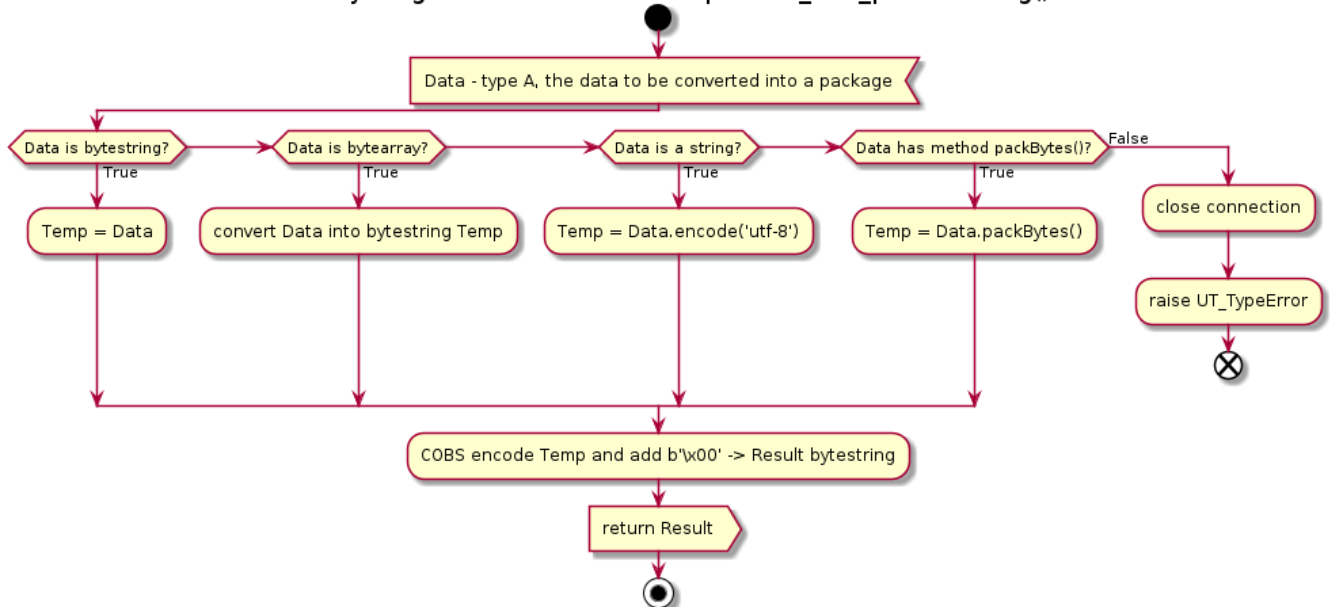 Data - type A, the data to be converted into a package
Data is bytestring?
Data is bytearray?
Data is a string?
Data has method packBytes()?
False
True
True
True
True
close connection
Temp = Data
convert Data into bytestring Temp
Temp = Data.encode('utf-8')
Temp = Data.packBytes()
raise UT_TypeError
COBS encode Temp and add b'\x00' -> Result bytestring
return Result